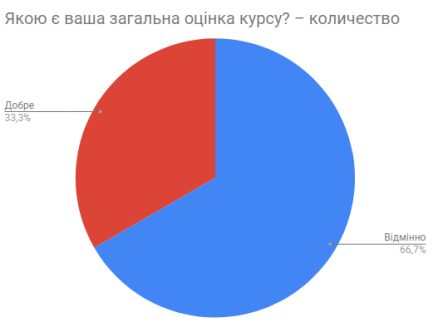 Якою є ваша загальна оцінка курсу? – количество
Добре
33,3%
Відмінно
66,7%